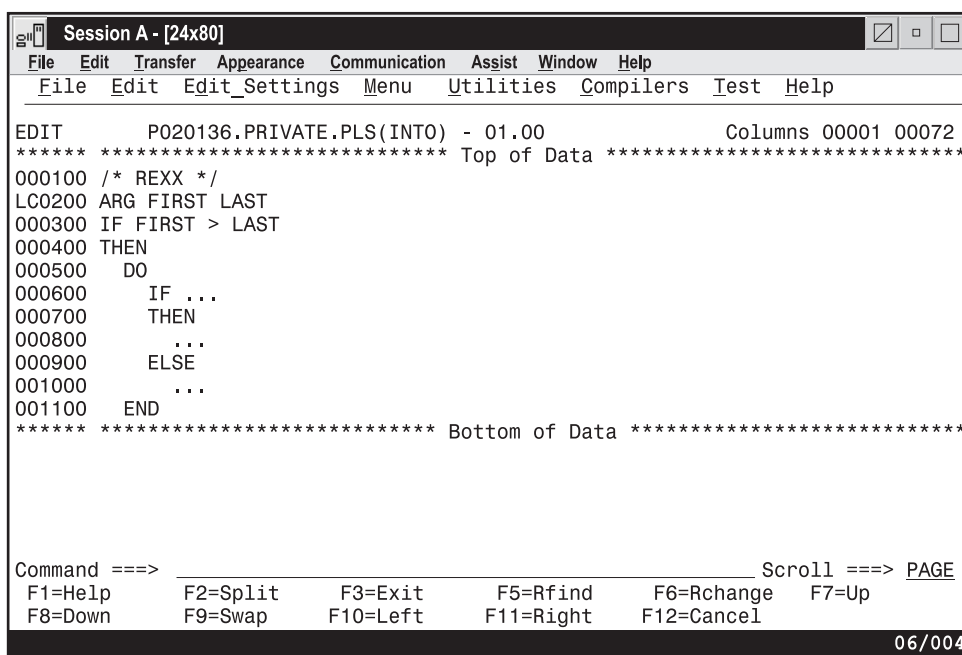 Session A - [24x80]
File Edit Transfer Appearance Communication Assist Window Help
File Edit Edit_Settings Menu Utilities Compilers Test Help
EDIT P020136.PRIVATE.PLS(INTO) - 01.00 Columns 00001 00072
****** ***************************** Top of Data ******************************
000100 /* REXX */
LC0200 ARG FIRST LAST
000300 IF FIRST > LAST
000400 THEN
000500 DO
000600 IF ...
000700 THEN
000800 ...
000900 ELSE
001000 ...
001100 END
****** **************************** Bottom of Data ****************************
Command ===> Scroll ===> PAGE
F1=Help F2=Split F3=Exit F5=Rfind F6=Rchange F7=Up
F8=Down F9=Swap F10=Left F11=Right F12=Cancel
06/004